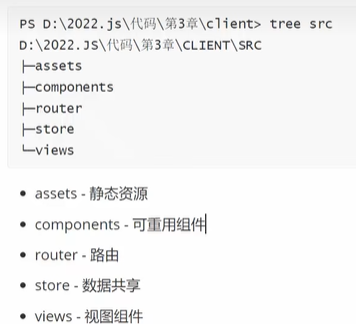 PS D:\2022.js\代码\第3章\client> tree src
D:\2022.JS\代码\第3章\CLIENT\SRC
├─assets
├─components
├─router
├─store
└─views
• assets - 静态资源
• components - 可重用组件
• router - 路由
• store - 数据共享
• views - 视图组件